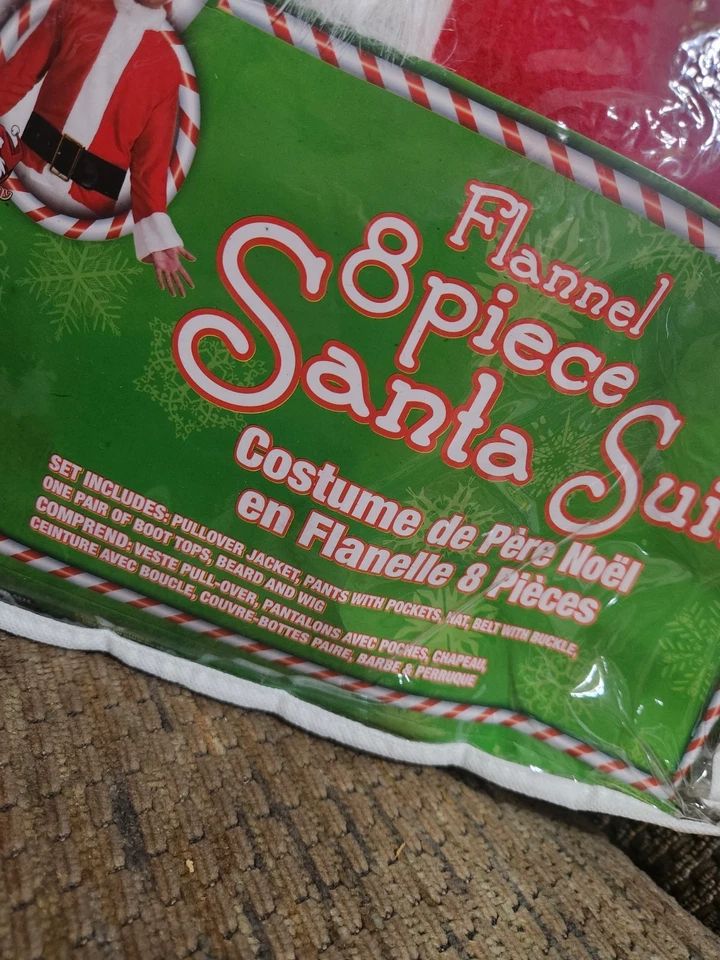 Flannel
8 piece
Santa Suit
Costume de Père Noël
en Flanelle 8 Pièces
SET INCLUDES: PULLOVER JACKET, PANTS WITH POCKETS, HAT, BELT WITH BUCKLE,
ONE PAIR OF BOOT TOPS, BEARD AND WIG
COMPREND: VESTE PULL-OVER, PANTALONS AVEC POCHES, CHAPEAU,
CEINTURE AVEC BOUCLE, COUVRE-BOTTES PAIRE, BARBE & PERRUQUE